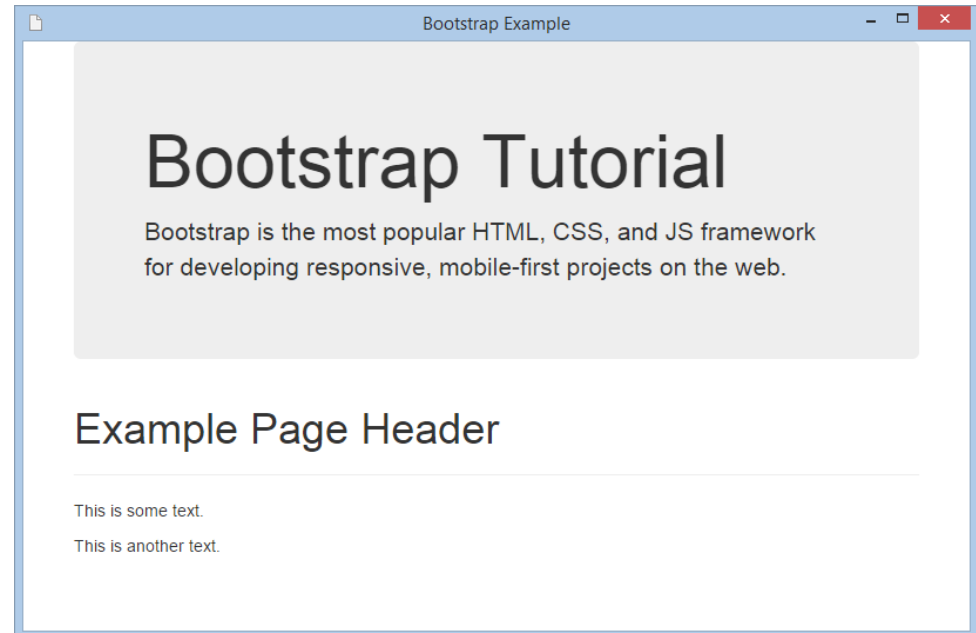 Bootstrap Example
Bootstrap Tutorial
Bootstrap is the most popular HTML, CSS, and JS framework
for developing responsive, mobile-first projects on the web.
Example Page Header
This is some text.
This is another text.